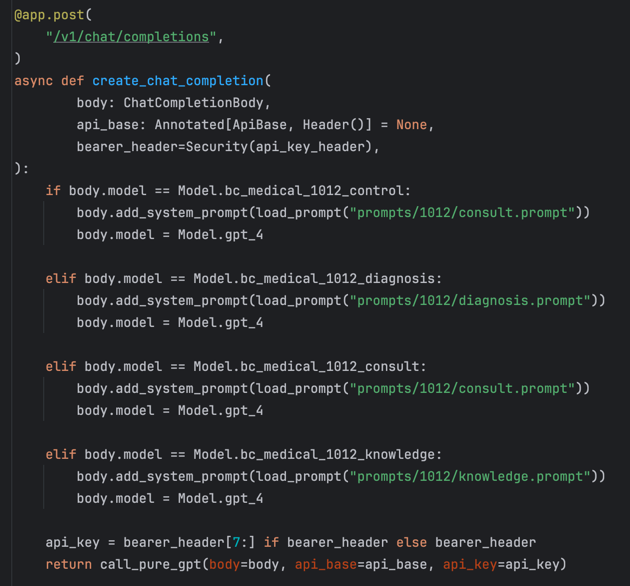 @app.post(
    "/v1/chat/completions",
)
async def create_chat_completion(
        body: ChatCompletionBody,
        api_base: Annotated[ApiBase, Header()] = None,
        bearer_header=Security(api_key_header),
):
    if body.model == Model.bc_medical_1012_control:
        body.add_system_prompt(load_prompt("prompts/1012/consult.prompt"))
        body.model = Model.gpt_4

    elif body.model == Model.bc_medical_1012_diagnosis:
        body.add_system_prompt(load_prompt("prompts/1012/diagnosis.prompt"))
        body.model = Model.gpt_4

    elif body.model == Model.bc_medical_1012_consult:
        body.add_system_prompt(load_prompt("prompts/1012/consult.prompt"))
        body.model = Model.gpt_4

    elif body.model == Model.bc_medical_1012_knowledge:
        body.add_system_prompt(load_prompt("prompts/1012/knowledge.prompt"))
        body.model = Model.gpt_4

    api_key = bearer_header[7:] if bearer_header else bearer_header
    return call_pure_gpt(body=body, api_base=api_base, api_key=api_key)